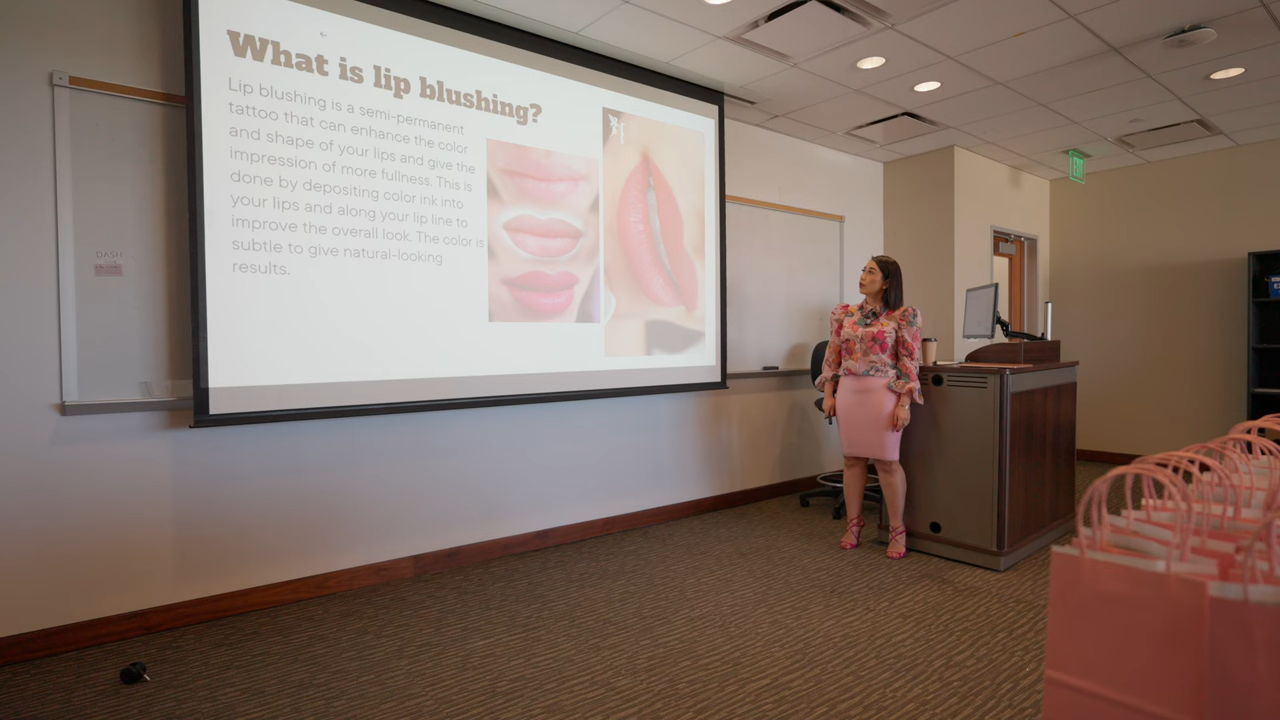 What is lip blushing?
Lip blushing is a semi-permanent
tattoo that can enhance the color
and shape of your lips and give the
impression of more fullness. This is
done by depositing color ink into
your lips and along your lip line to
improve the overall look. The color is
subtle to give natural-looking
results.
DASH
EXIT